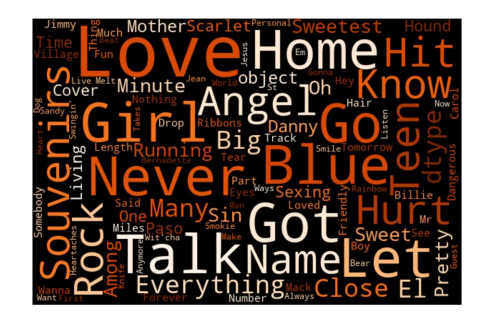 Jimmy Thing Much Mother Scarlet Personal Sweetest Hound
Time Beat Love Jesus Em Home Hit
Village Fun Gonna
Live Melt Jean World Hey Know
Souvenirs Cover Minute object Oh
Nothing Angel St Hair Now
Dog Sandy Girl Takes Drop Ribbons Danny Go Listen Teen dtype Carol
Swingin Length Big Track
Heart Living Running Tear Smile Tomorrow
Bernadette Blue Dangerous
Never Part Ways Rainbow
Eyes Sexing Billie
Somebody Rock Said Many Man Loved Friendly Hurt
One Sin Mr
Miles Paso Smokie Got Sweet See
Heartaches Among Wit'cha Make Boy Pretty Guest
Talk Name Let
Knife Anymore Bear
Wanna Everything Mack Close El
Want First Forever Number Always